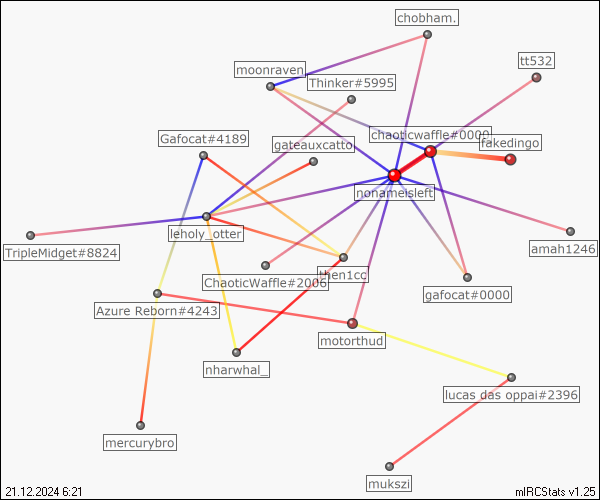 chobham.
tt532
moonraven
Thinker#5995
chaoticwaffle#0000
fakedingo
Gafocat#4189
gateauxcatto
nonameisleft
leholy_otter
TripleMidget#8824
amah1246
ChaoticWaffle#2006
gafocat#0000
Azure Reborn#4243
motorthud
nharwhal_
lucas das oppai#2396
mercurybro
mukszi
21.12.2024 6:21
mIRCStats v1.25